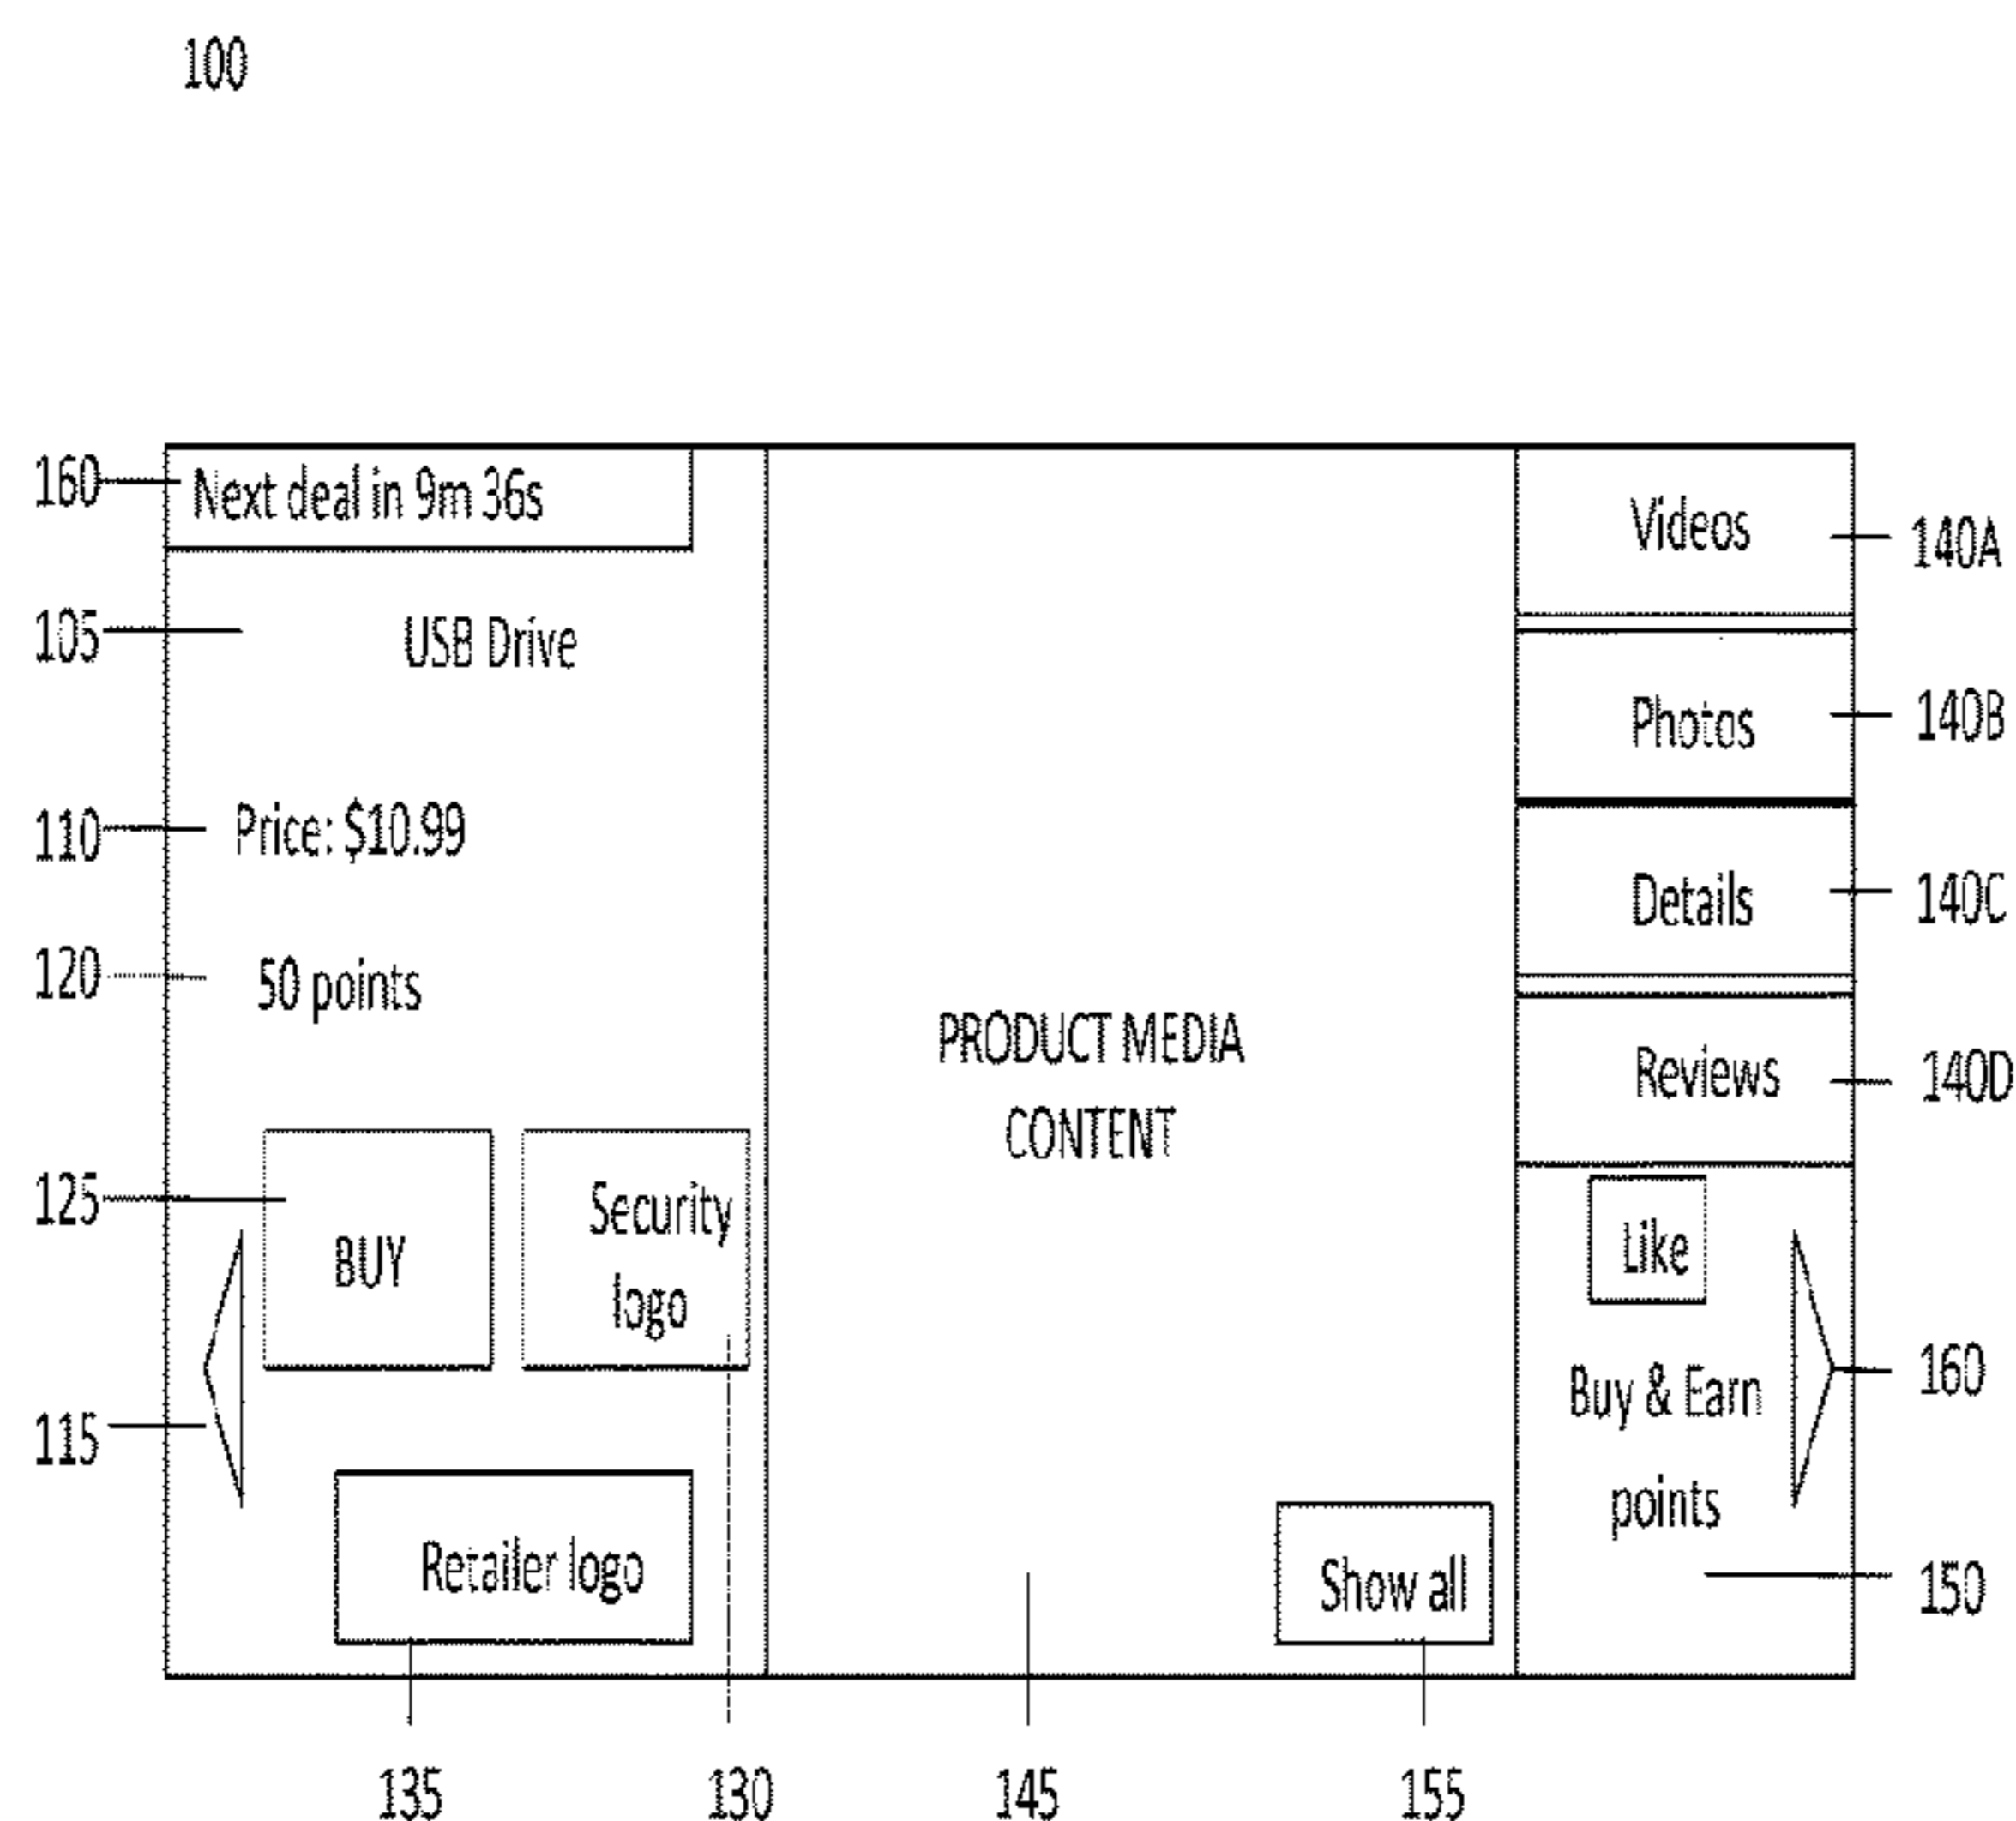 100
160
Next deal in 9m 36s
Videos
140A
105
USB Drive
Photos
140B
110
Price: $10.99
Details
140C
120
50 points
PRODUCT MEDIA
CONTENT
Reviews
140D
125
BUY
Security
logo
Like
Buy & Earn
points
160
115
Retailer logo
Show all
150
135
130
145
155